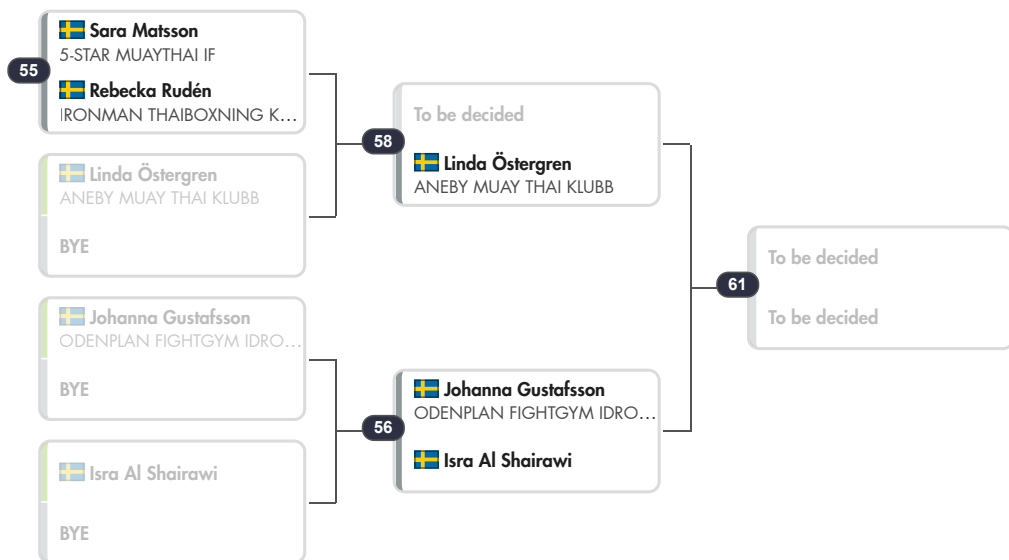 Sara Matsson
5-STAR MUAYTHAI IF
55
Rebecka Rudén
IRONMAN THAIBOXNING K...
Linda Östergren
ANEBY MUAY THAI KLUBB
BYE
Johanna Gustafsson
ODENPLAN FIGHTGYM IDRO...
BYE
Isra Al Shairawi
BYE
To be decided
58
Linda Östergren
ANEBY MUAY THAI KLUBB
Johanna Gustafsson
ODENPLAN FIGHTGYM IDRO...
56
Isra Al Shairawi
To be decided
61
To be decided